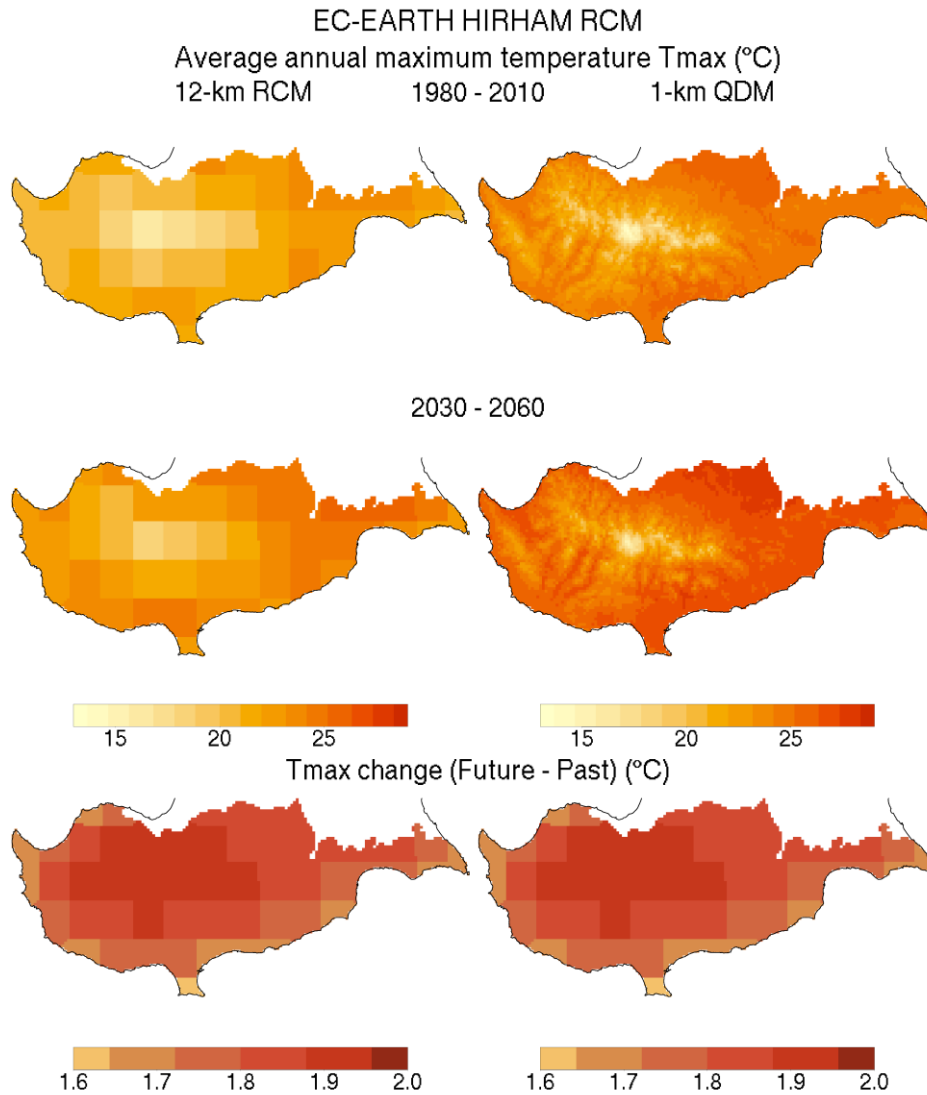 EC-EARTH HIRHAM RCM
Average annual maximum temperature Tmax (°C)
12-km RCM 1980 - 2010 1-km QDM
2030 - 2060
15 20 25 15 20 25
Tmax change (Future - Past) (°C)
1.6 1.7 1.8 1.9 2.0 1.6 1.7 1.8 1.9 2.0